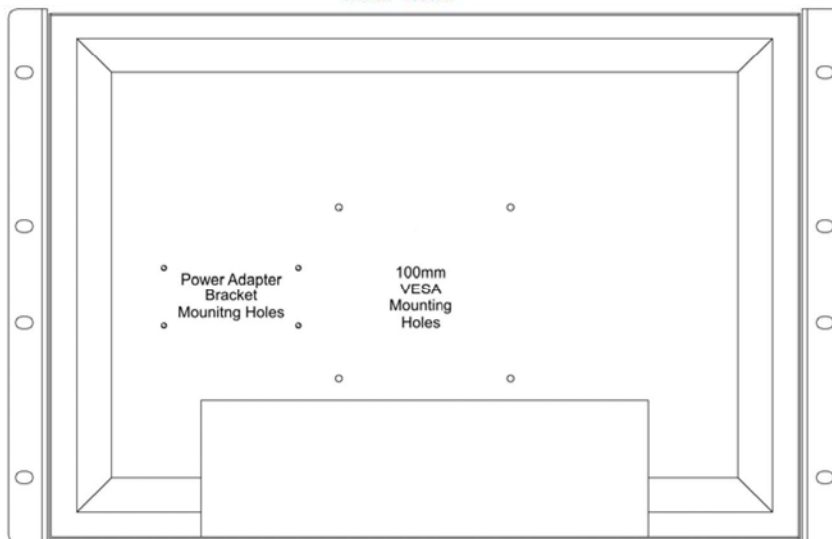 Power Adapter
Bracket
Mounitng Holes
100mm
VESA
Mounting
Holes